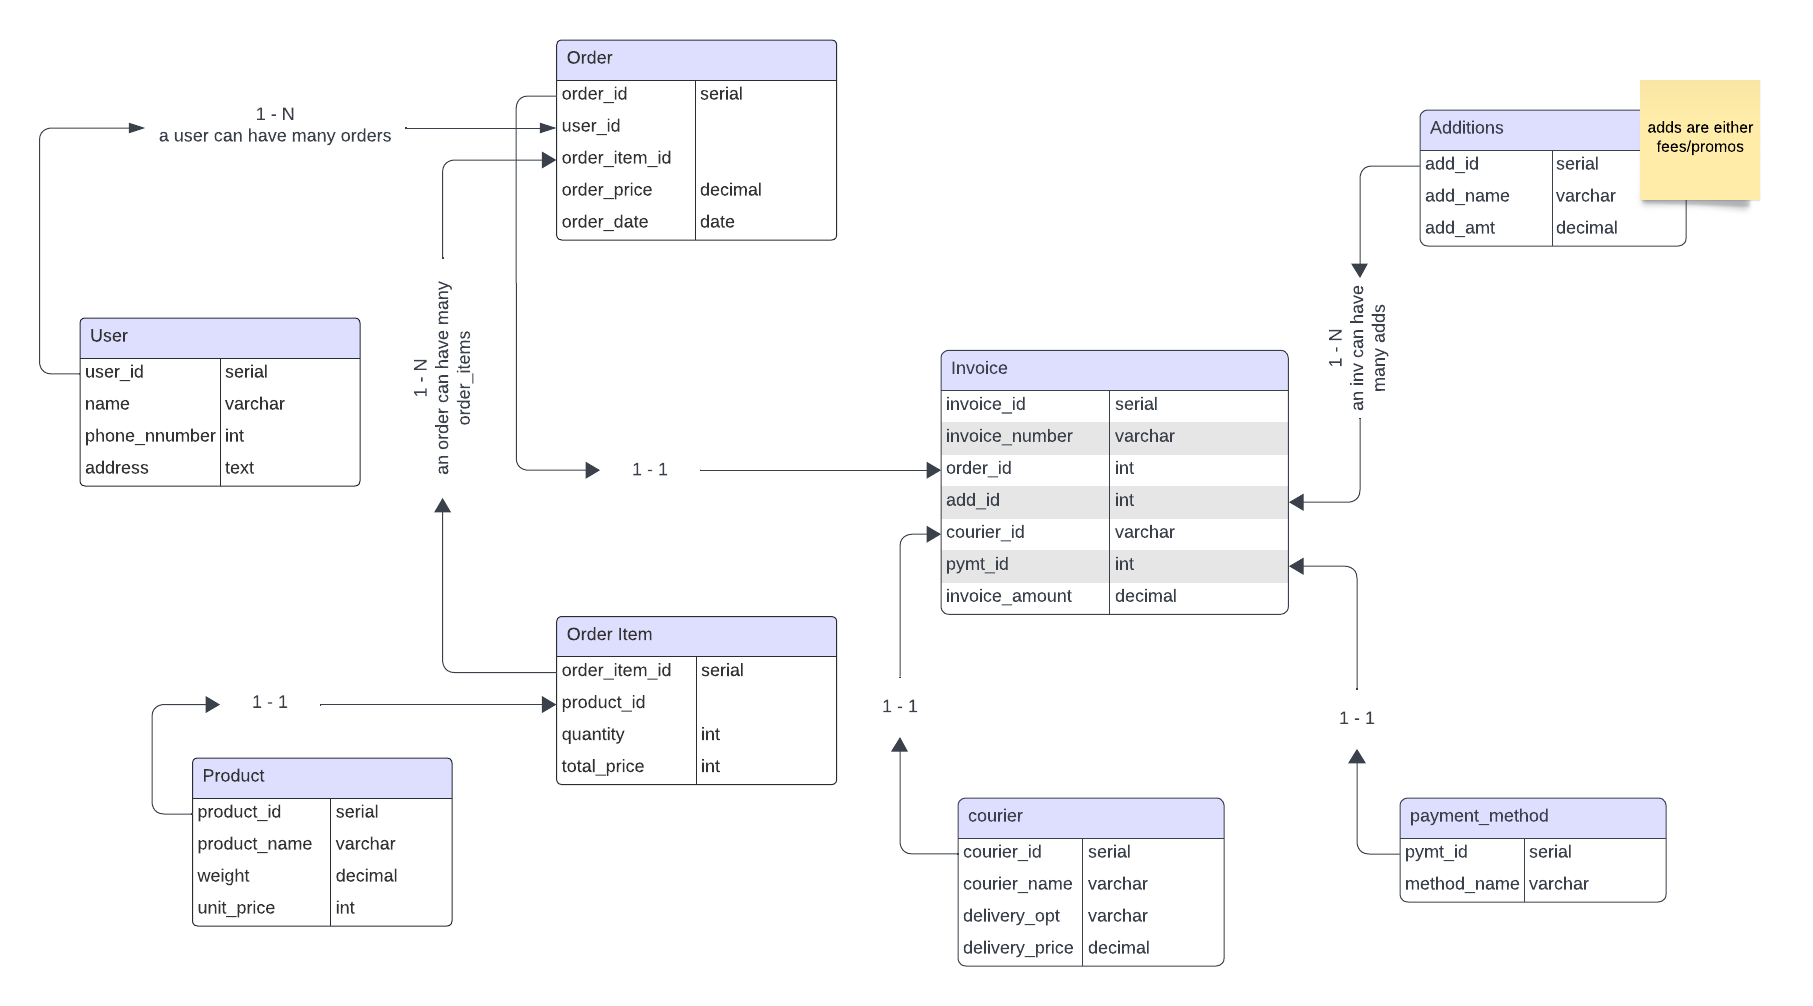 Order
order_id serial
user_id
order_item_id
order_price decimal
order_date date
1 - N
a user can have many orders
Additions
add_id serial
add_name varchar
add_amt decimal
adds are either
fees/promos
User
user_id serial
name varchar
phone_nnumber int
address text
1 - N
an order can have many
order_items
1 - 1
Invoice
invoice_id serial
invoice_number varchar
order_id int
add_id int
courier_id varchar
pymt_id int
invoice_amount decimal
1 - N
an inv can have
many adds
Order Item
order_item_id serial
product_id
quantity int
total_price int
1 - 1
Product
product_id serial
product_name varchar
weight decimal
unit_price int
1 - 1
courier
courier_id serial
courier_name varchar
delivery_opt varchar
delivery_price decimal
1 - 1
payment_method
pymt_id serial
method_name varchar